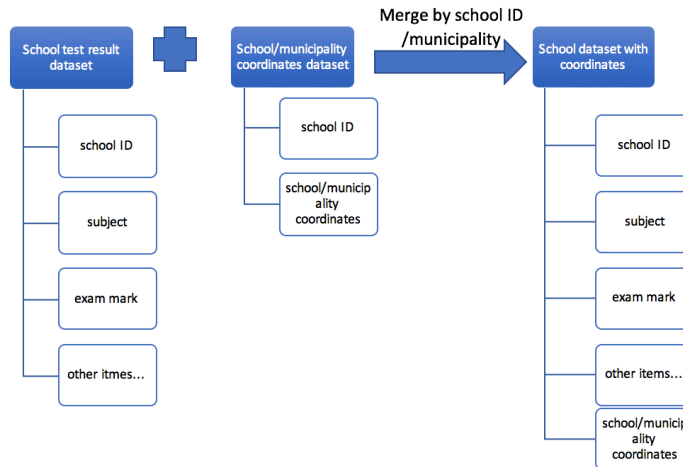 Merge by school ID
/municipality
School test result
dataset
School/municipality
coordinates dataset
School dataset with
coordinates
school ID
subject
exam mark
other itmes...
school ID
school/municip
ality
coordinates
school ID
subject
exam mark
other items...
school/municip
ality
coordinates